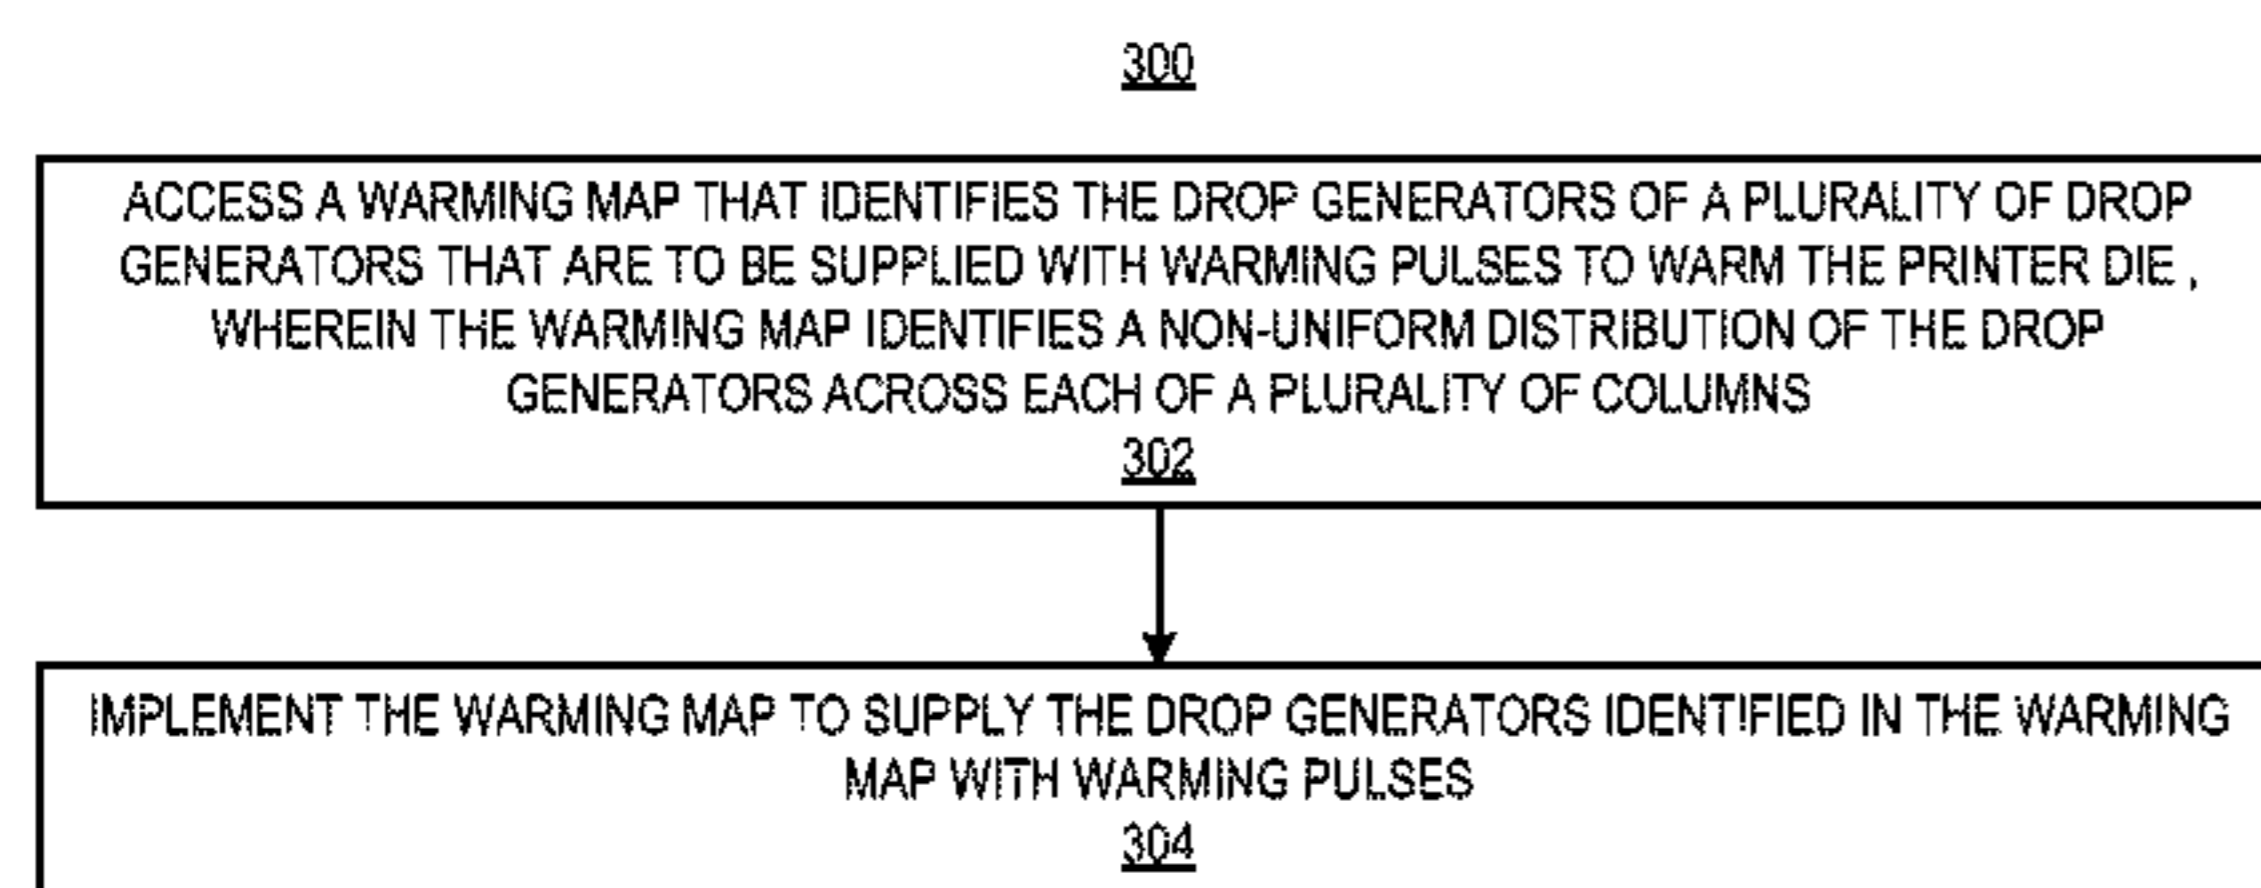 300
ACCESS A WARMING MAP THAT IDENTIFIES THE DROP GENERATORS OF A PLURALITY OF DROP
GENERATORS THAT ARE TO BE SUPPLIED WITH WARMING PULSES TO WARM THE PRINTER DIE ,
WHEREIN THE WARMING MAP IDENTIFIES A NON-UNIFORM DISTRIBUTION OF THE DROP
GENERATORS ACROSS EACH OF A PLURALITY OF COLUMNS
302
IMPLEMENT THE WARMING MAP TO SUPPLY THE DROP GENERATORS IDENTIFIED IN THE WARMING
MAP WITH WARMING PULSES
304